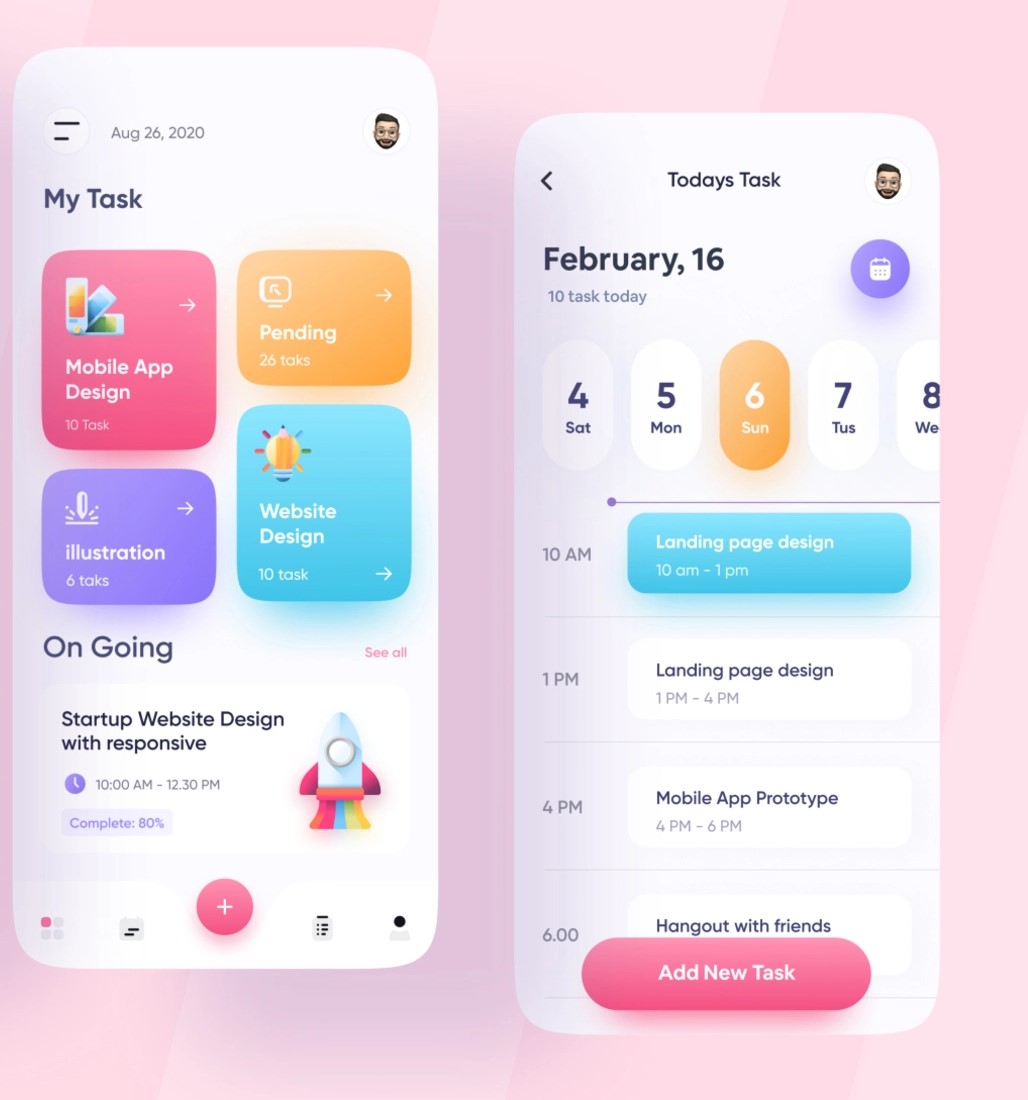 Aug 26, 2020
My Task
Mobile App
Design
10 Task
Pending
26 taks
illustration
6 taks
Website
Design
10 task
On Going
See all
Startup Website Design
with responsive
10:00 AM - 12.30 PM
Complete: 80%
+
Todays Task
February, 16
10 task today
4
Sat
5
Mon
6
Sun
7
Tus
8
We
10 AM
Landing page design
10 am - 1 pm
1 PM
Landing page design
1 PM - 4 PM
4 PM
Mobile App Prototype
4 PM - 6 PM
6.00
Hangout with friends
Add New Task